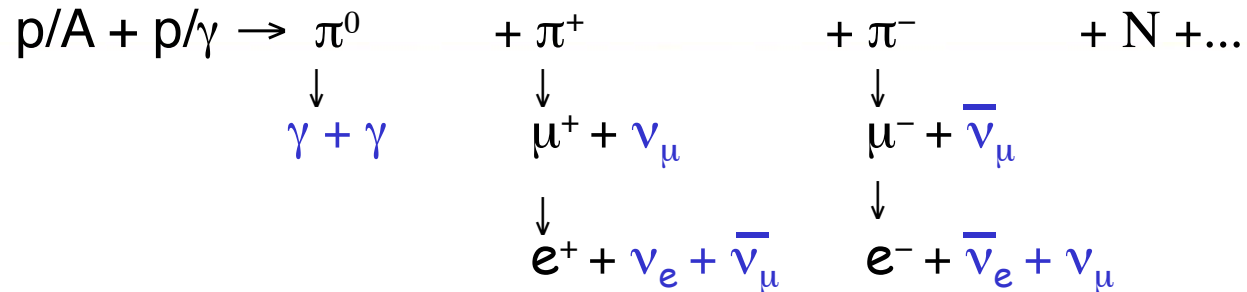 p/A + p/γ → π⁰ + π⁺ + π⁻ + N +...
↓ ↓ ↓
γ + γ μ⁺ + ν_μ μ⁻ + ν̅_μ
↓ ↓
e⁺ + ν_e + ν̅_μ e⁻ + ν̅_e + ν_μ